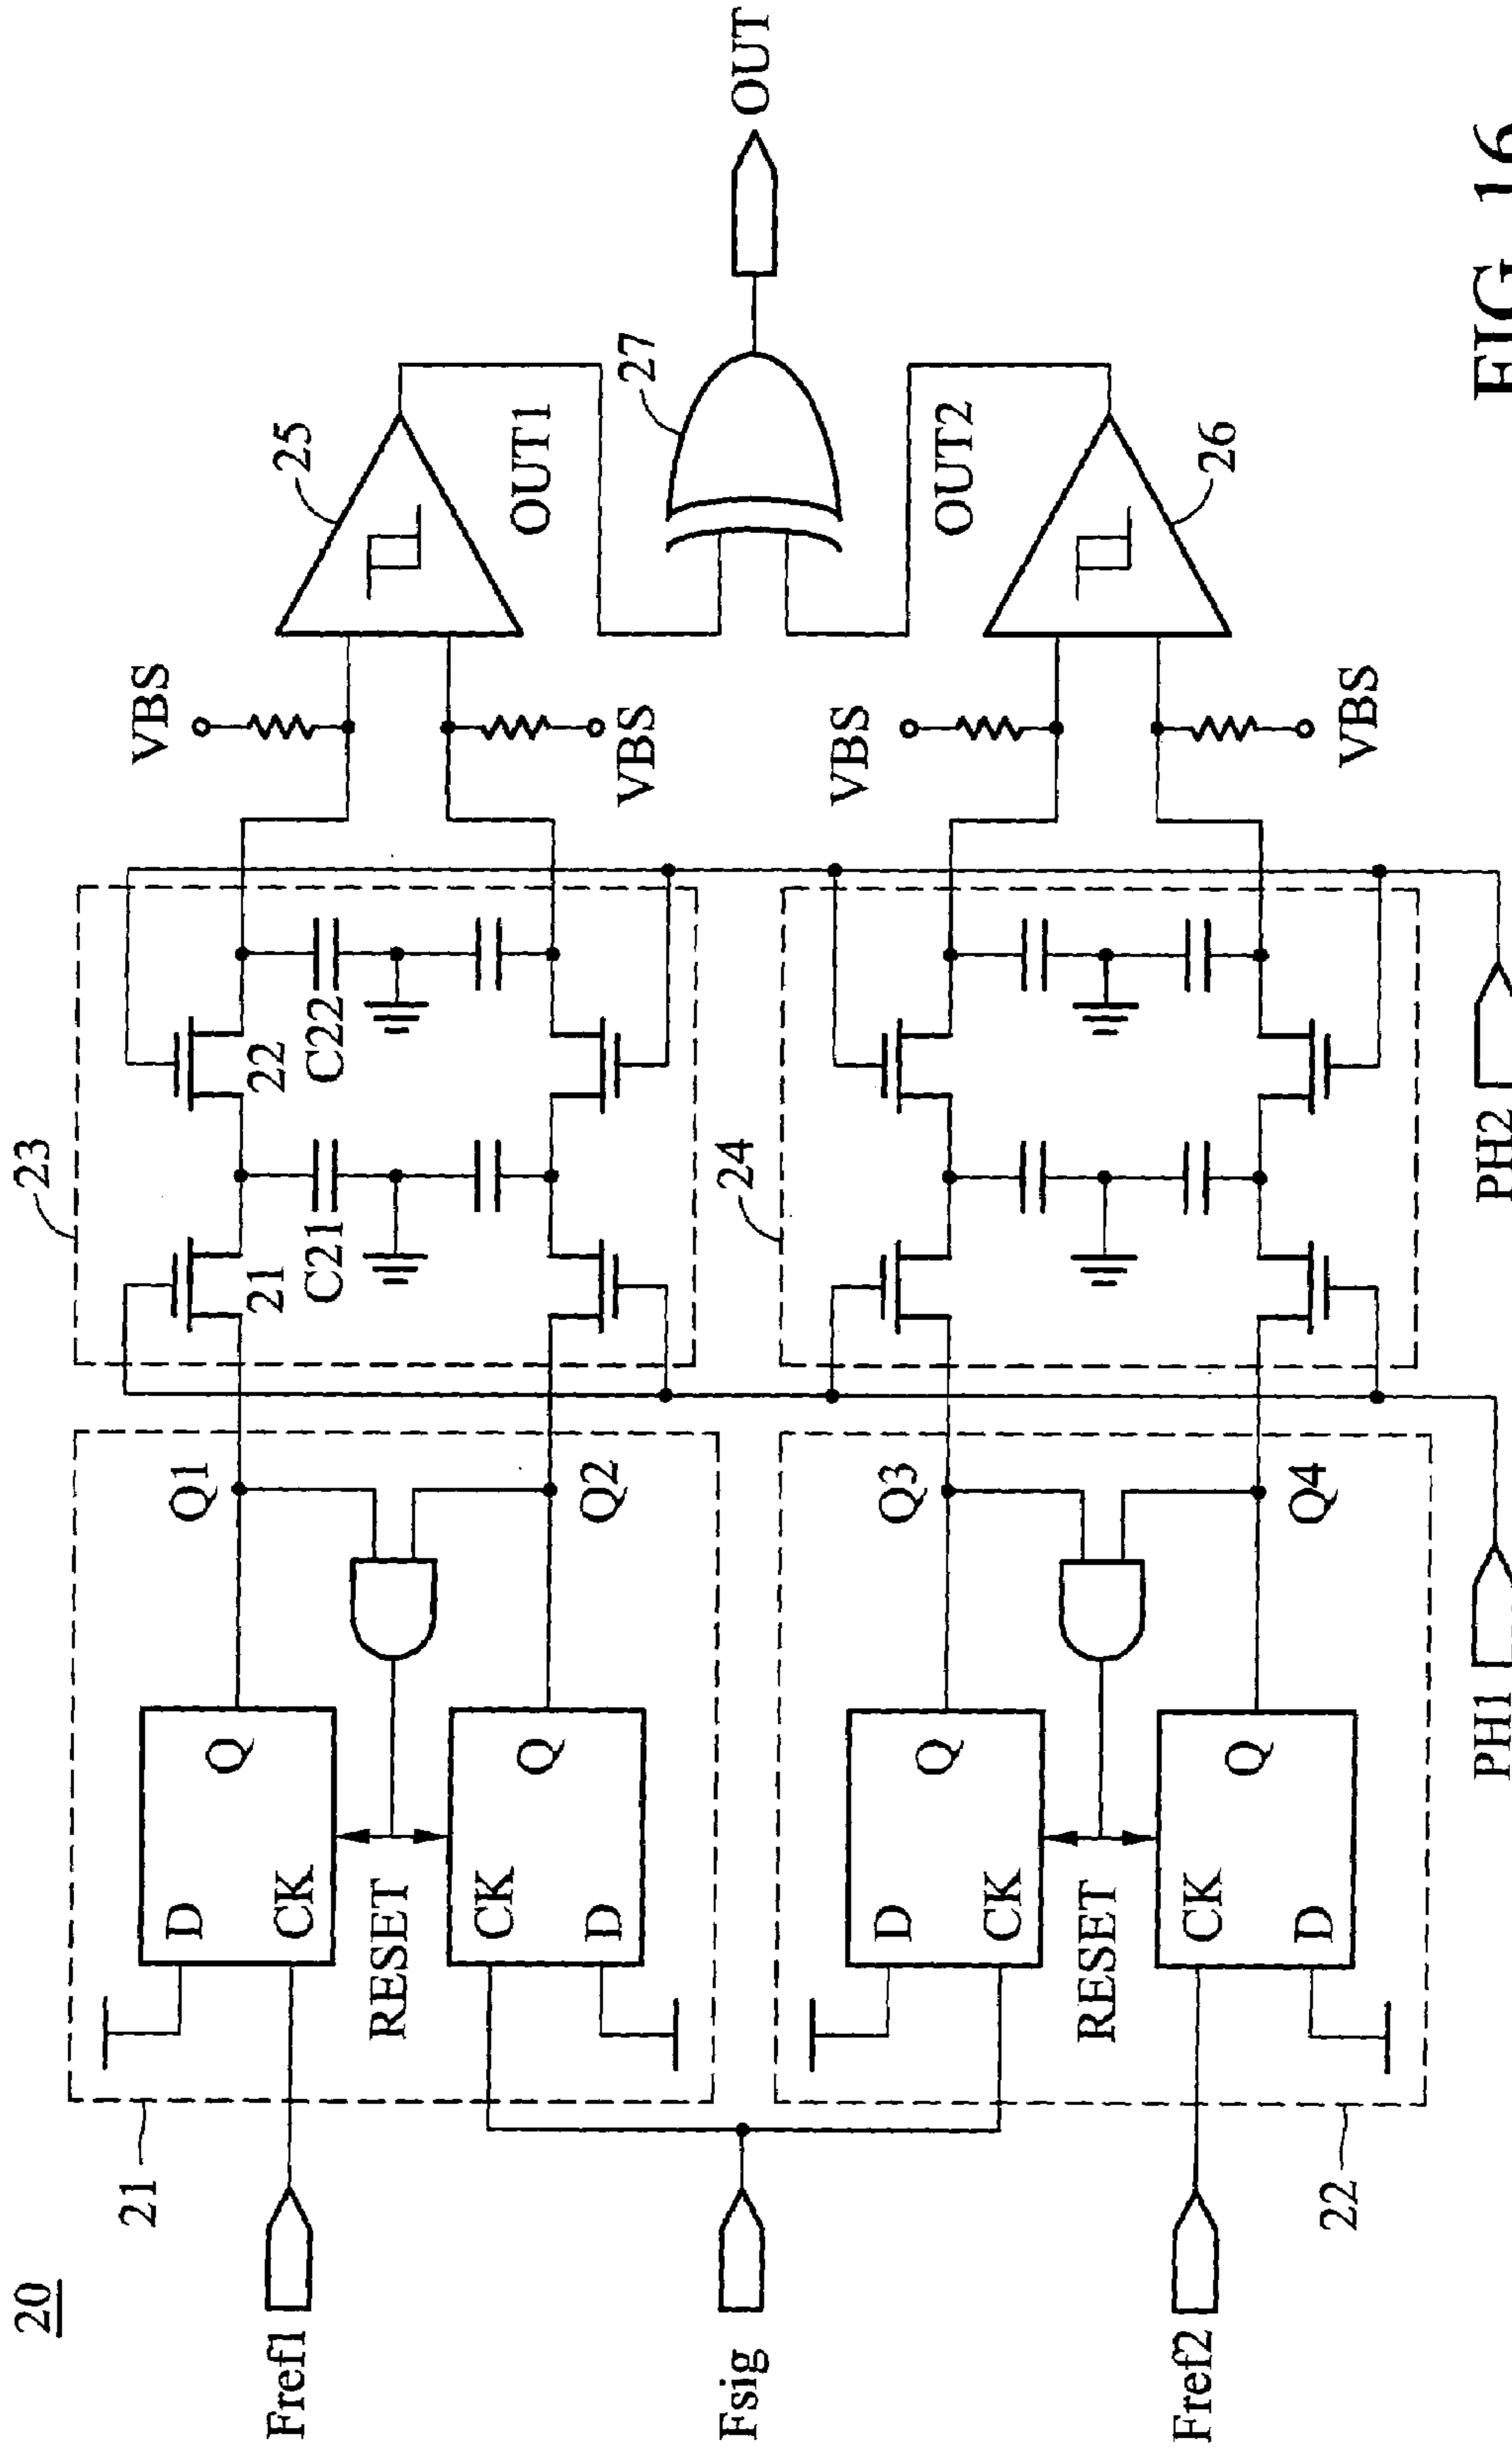 20
Fref1
Fsig
Fref2
21
22
D
Q
CK
RESET
CK
Q
D
D
Q
CK
RESET
CK
Q
D
Q1
Q2
Q3
Q4
PH1
PH2
23
21
22
C21
C22
24
VBS
VBS
VBS
VBS
25
OUT1
27
OUT2
26
OUT
FIG. 16